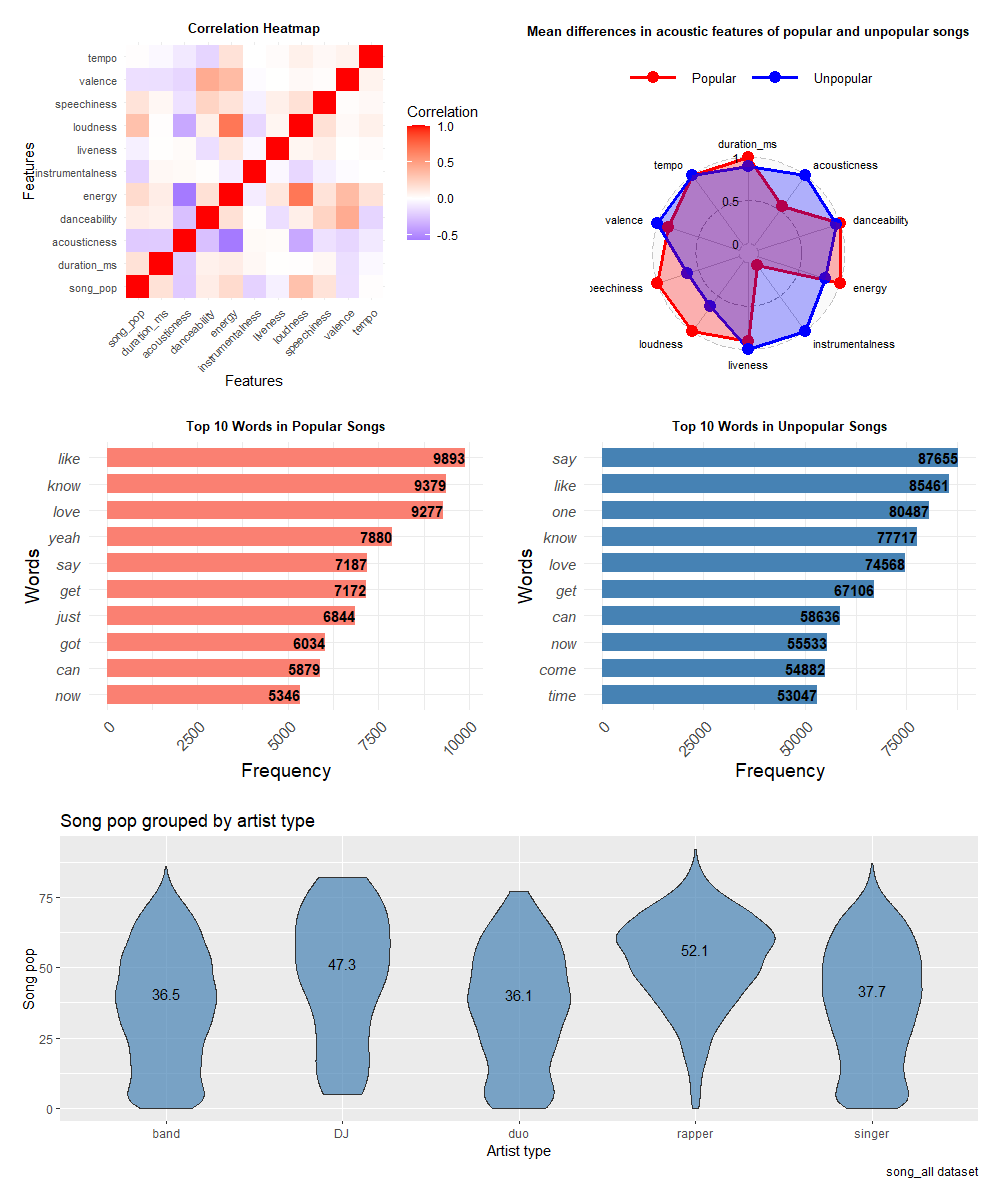 Correlation Heatmap
tempo
valence
speechiness
loudness
liveness
instrumentalness
energy
danceability
acousticness
duration_ms
song_pop
Features
song_pop
duration_ms
acousticness
danceability
energy
instrumentalness
liveness
loudness
speechiness
valence
tempo
Features
Correlation
1.0
0.5
0.0
-0.5
Mean differences in acoustic features of popular and unpopular songs
Popular
Unpopular
duration_ms
tempo
acousticness
valence
danceability
peechiness
energy
loudness
instrumentalness
liveness
1
0.5
0
Top 10 Words in Popular Songs
like 9893
know 9379
love 9277
yeah 7880
say 7187
get 7172
just 6844
got 6034
can 5879
now 5346
Words
0 2500 5000 7500 10000
Frequency
Top 10 Words in Unpopular Songs
say 87655
like 85461
one 80487
know 77717
love 74568
get 67106
can 58636
now 55533
come 54882
time 53047
Words
0 25000 50000 75000
Frequency
Song pop grouped by artist type
Song pop
75
50
25
0
36.5 47.3 36.1 52.1 37.7
band DJ duo rapper singer
Artist type
song_all dataset